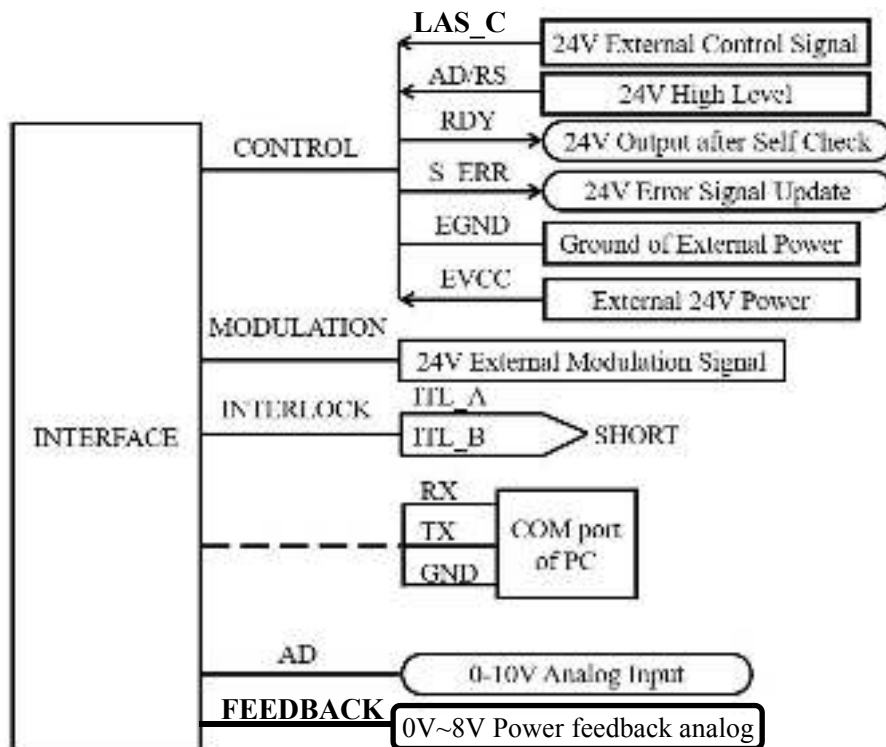 LAS_C
24V External Control Signal
AD/RS
24V High Level
RDY
24V Output after Self Check
CONTROL
S_ERR
24V Error Signal Update
EGND
Ground of External Power
EVCC
External 24V Power
MODULATION
24V External Modulation Signal
INTERLOCK
ITL_A
ITL_B
SHORT
INTERFACE
RX
TX
GND
COM port
of PC
AD
0-10V Analog Input
FEEDBACK
0V~8V Power feedback analog